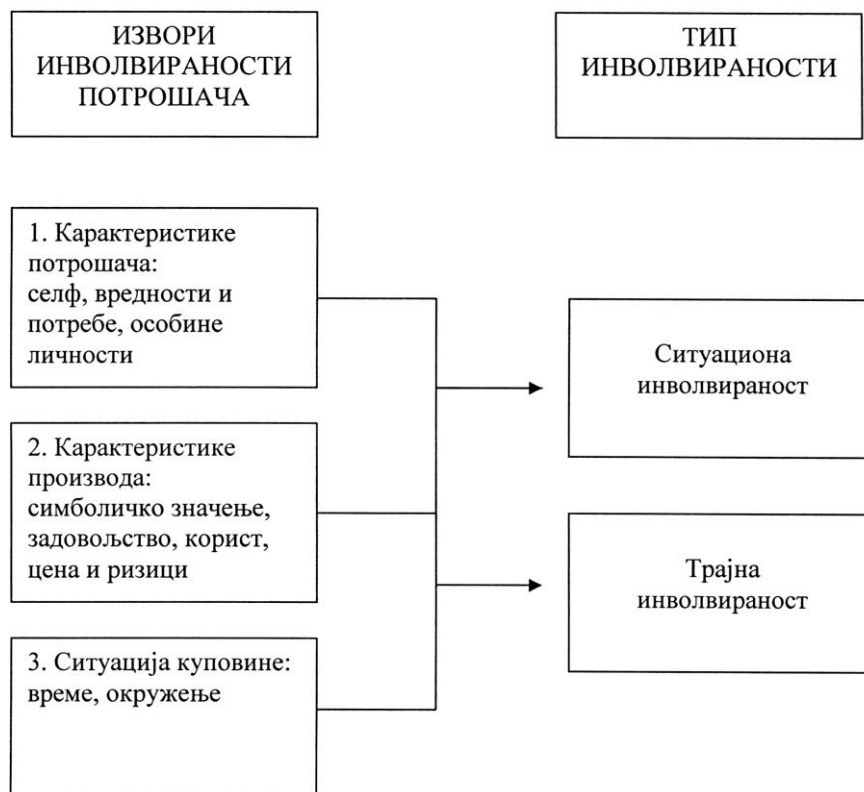 ИЗВОРИ
ИНВОЛВИРАНОСТИ
ПОТРОШАЧА
ТИП
ИНВОЛВИРАНОСТИ
1. Карактеристике
потрошача:
селф, вредности и
потребе, особине
личности
Ситуациона
инволвираност
2. Карактеристике
производа:
симболичко значење,
задовољство, корист,
цена и ризици
Трајна
инволвираност
3. Ситуација куповине:
време, окружење